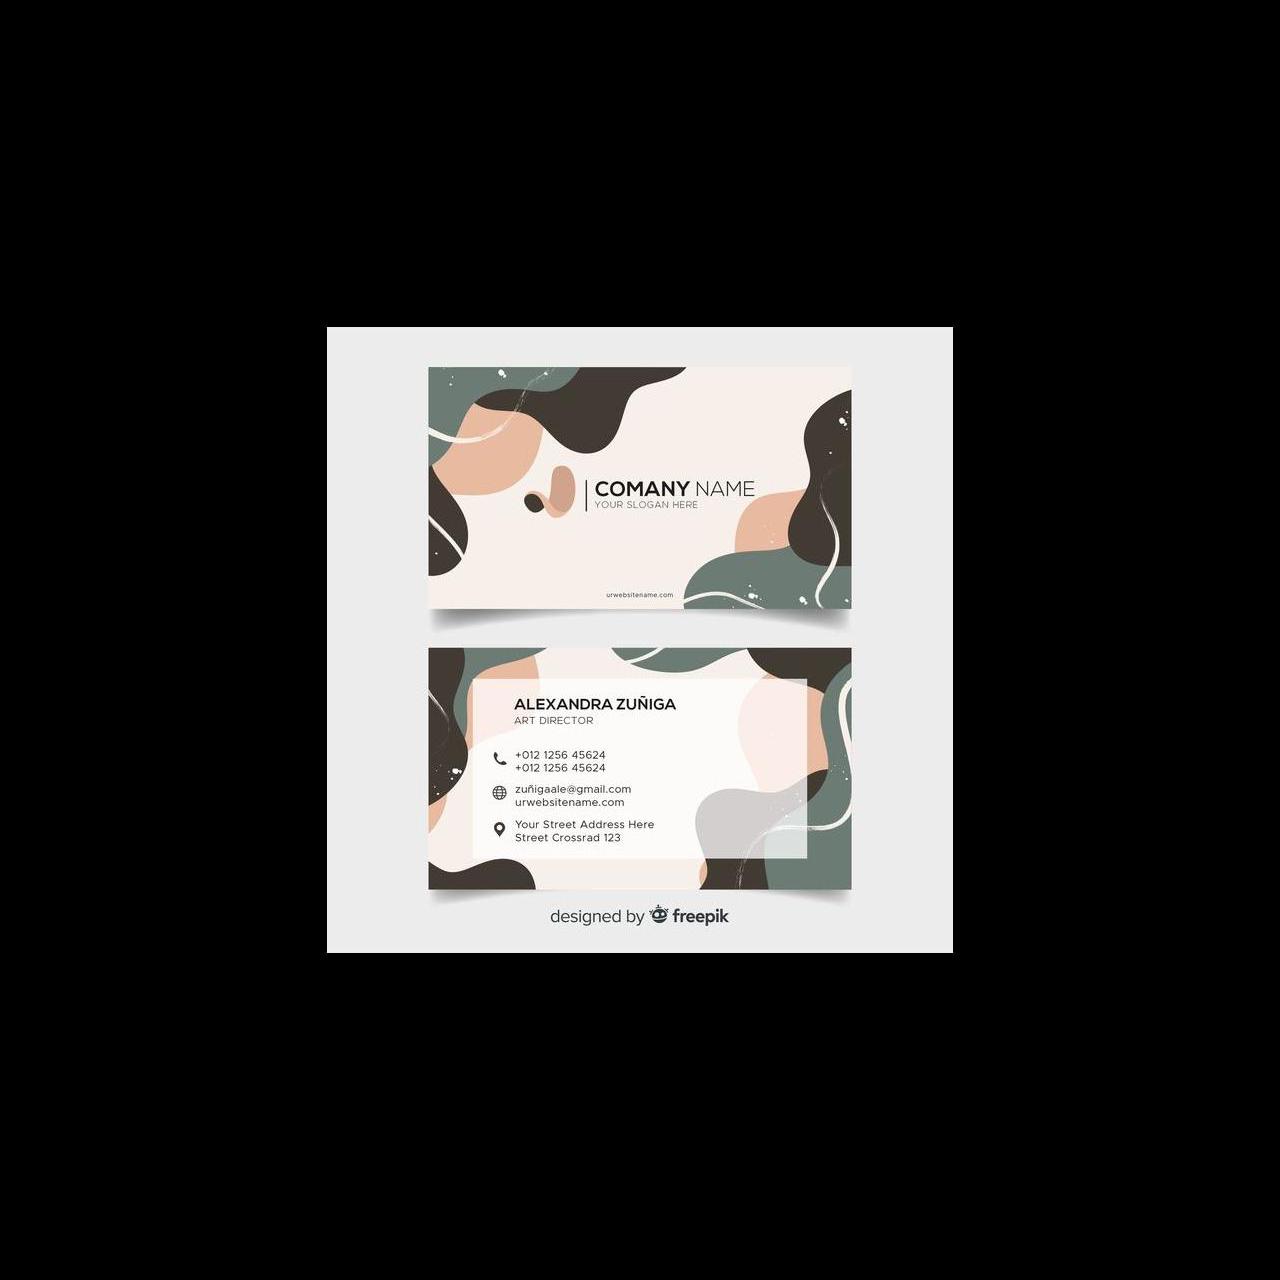 COMANY NAME
YOUR SLOGAN HERE
urwebsitename.com
ALEXANDRA ZUÑIGA
ART DIRECTOR
+012 1256 45624
+012 1256 45624
zuñigaale@gmail.com
urwebsitename.com
Your Street Address Here
Street Crossrad 123
designed by freepik